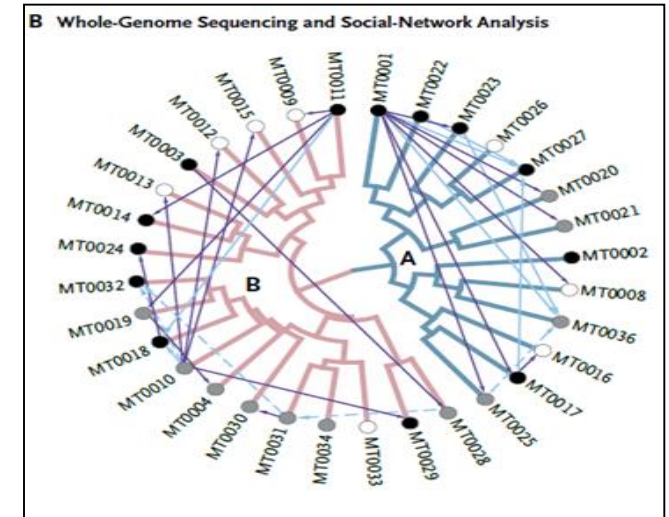 B Whole-Genome Sequencing and Social-Network Analysis
MT0011
MT0001
MT0022
MT0023
MT0026
MT0027
MT0020
MT0021
MT0002
MT0008
MT0036
MT0016
MT0017
MT0025
MT0028
MT0029
MT0033
MT0034
MT0031
MT0030
MT0004
MT0010
MT0018
MT0019
MT0032
MT0024
MT0014
MT0013
MT0003
MT0012
MT0015
MT0009
A
B